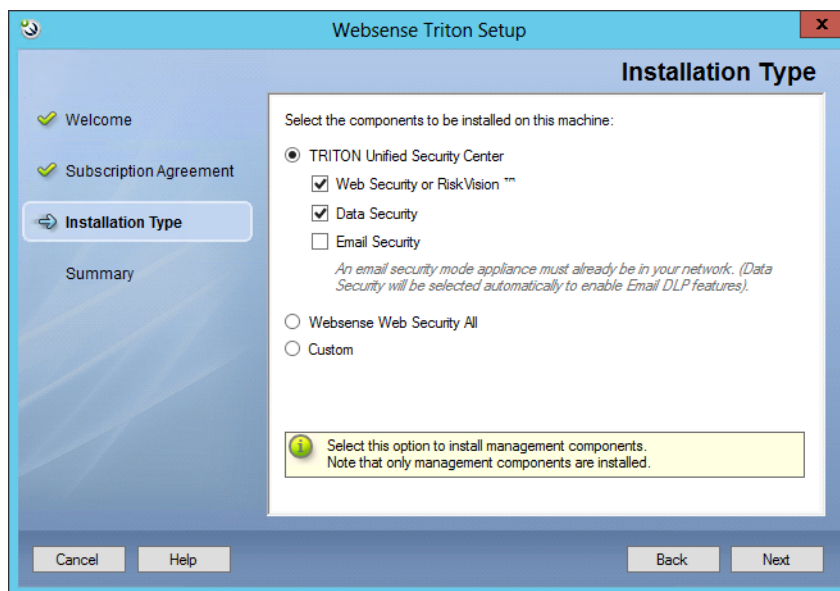 Websense Triton Setup
x
Installation Type
Welcome
Subscription Agreement
Installation Type
Summary
Select the components to be installed on this machine:
TRITON Unified Security Center
Web Security or RiskVision ™
Data Security
Email Security
An email security mode appliance must already be in your network. (Data
Security will be selected automatically to enable Email DLP features).
Websense Web Security All
Custom
Select this option to install management components.
Note that only management components are installed.
Cancel
Help
Back
Next